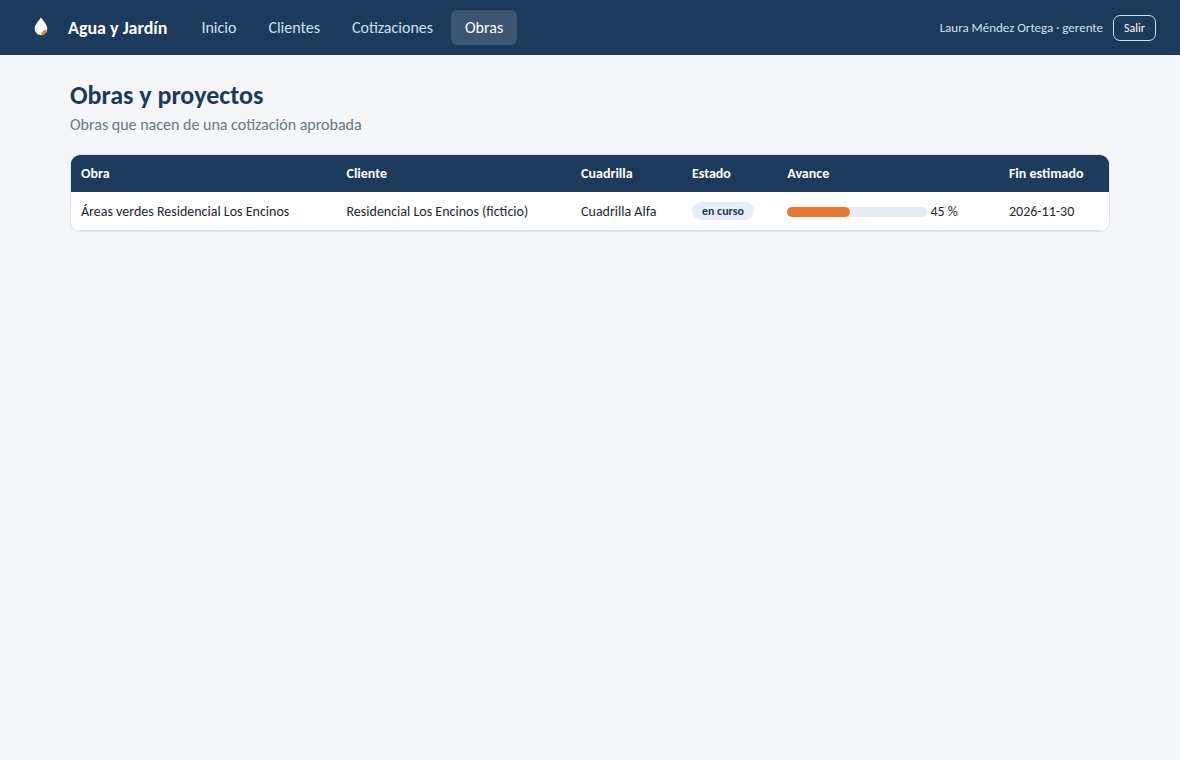 Agua y Jardín Inicio Clientes Cotizaciones Obras Laura Méndez Ortega · gerente Salir
Obras y proyectos
Obras que nacen de una cotización aprobada
Obra Cliente Cuadrilla Estado Avance Fin estimado
Áreas verdes Residencial Los Encinos Residencial Los Encinos (ficticio) Cuadrilla Alfa en curso 45 % 2026-11-30